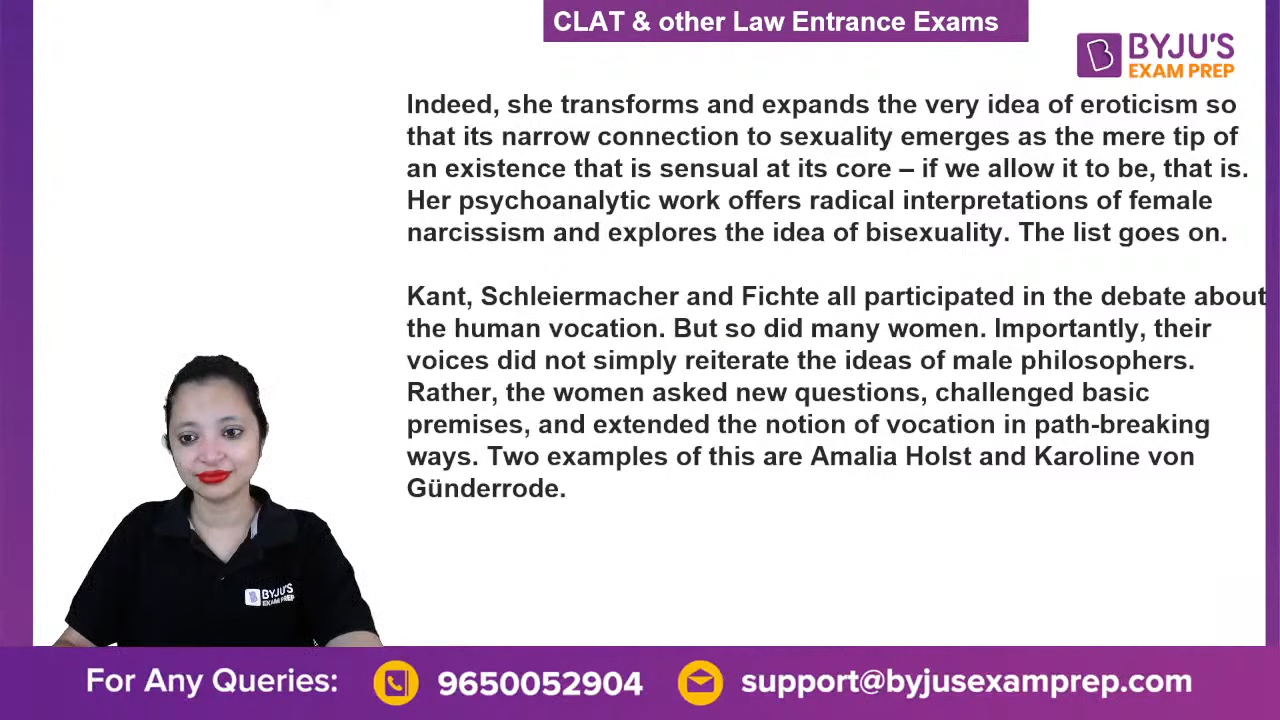 CLAT & other Law Entrance Exams
BYJU'S
EXAM PREP
Indeed, she transforms and expands the very idea of eroticism so
that its narrow connection to sexuality emerges as the mere tip of
an existence that is sensual at its core – if we allow it to be, that is.
Her psychoanalytic work offers radical interpretations of female
narcissism and explores the idea of bisexuality. The list goes on.
Kant, Schleiermacher and Fichte all participated in the debate about
the human vocation. But so did many women. Importantly, their
voices did not simply reiterate the ideas of male philosophers.
Rather, the women asked new questions, challenged basic
premises, and extended the notion of vocation in path-breaking
ways. Two examples of this are Amalia Holst and Karoline von
Günderrode.
BYJU'S
EXAM PREP
For Any Queries: 9650052904 support@byjusexamprep.com